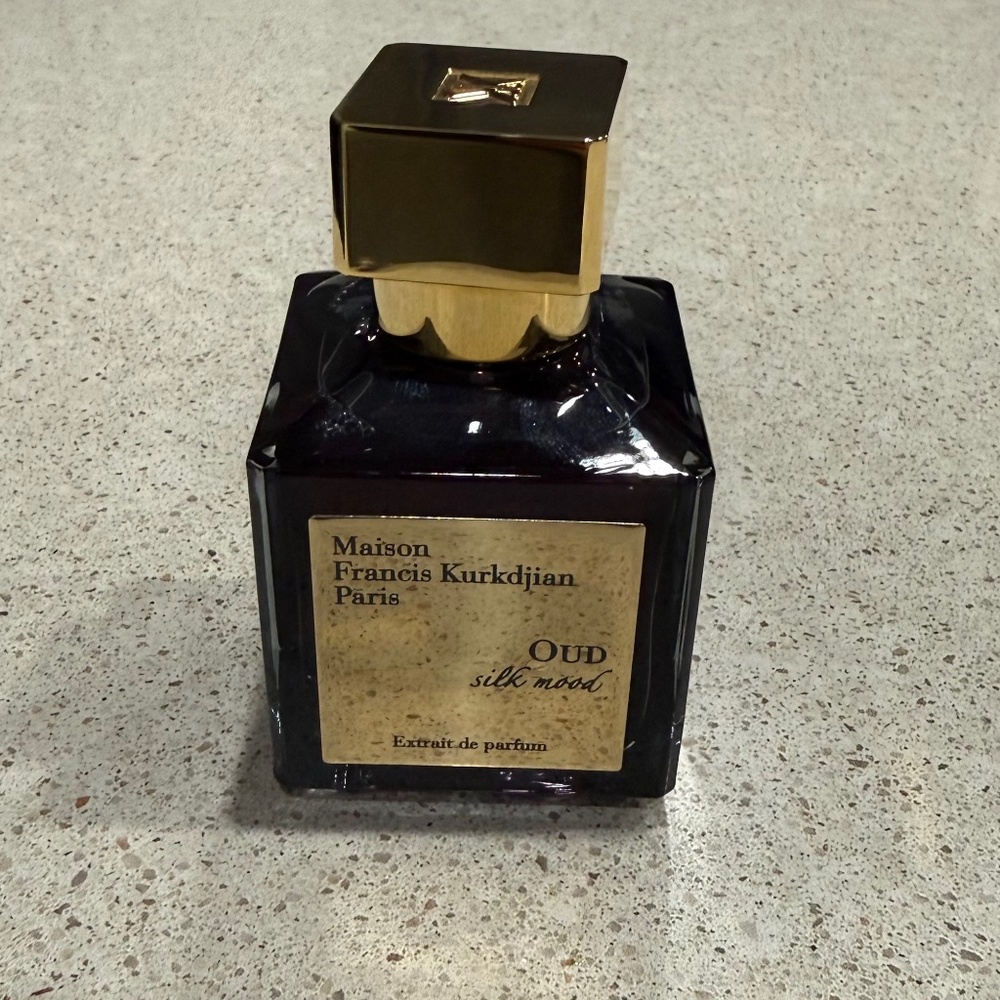 Maison
Francis Kurkdjian
Paris
OUD
silk mood
Extrait de parfum